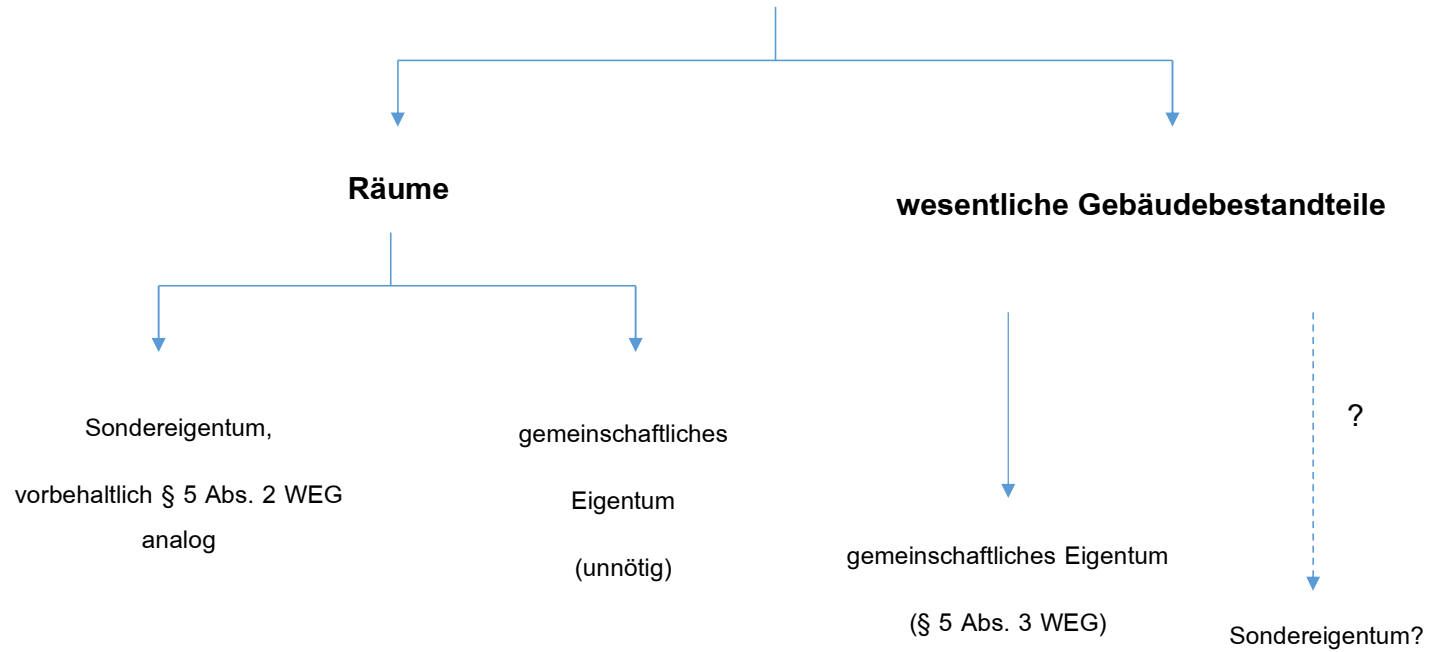 Räume
wesentliche Gebäudebestandteile
Sondereigentum,
vorbehaltlich § 5 Abs. 2 WEG
analog
gemeinschaftliches
Eigentum
(unnötig)
gemeinschaftliches Eigentum
(§ 5 Abs. 3 WEG)
?
Sondereigentum?